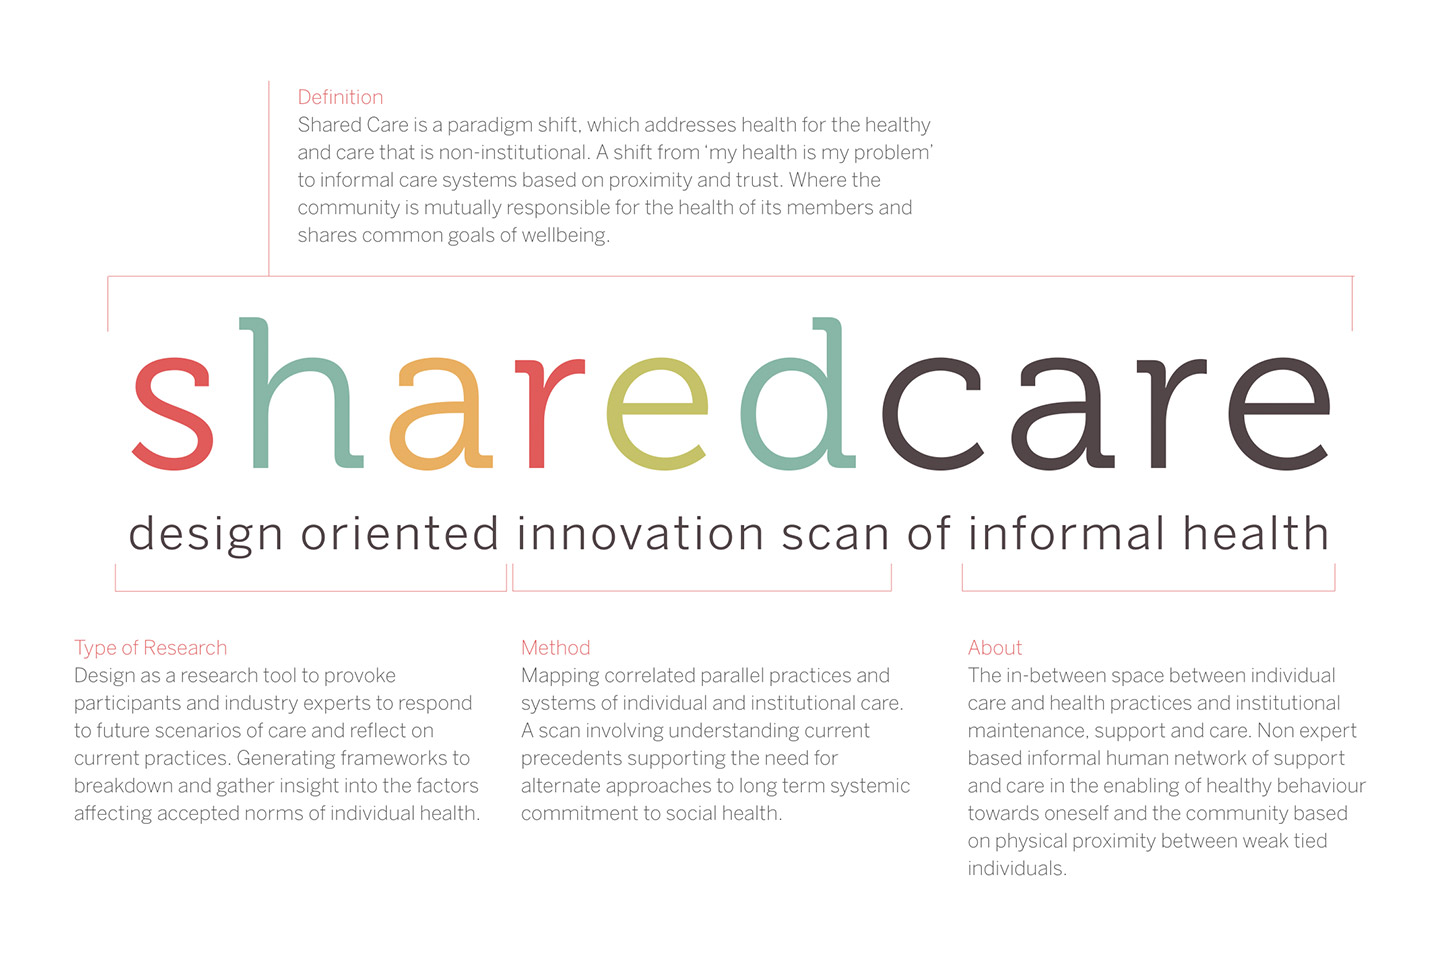 Definition
Shared Care is a paradigm shift, which addresses health for the healthy
and care that is non-institutional. A shift from ‘my health is my problem’
to informal care systems based on proximity and trust. Where the
community is mutually responsible for the health of its members and
shares common goals of wellbeing.
sharedcare
design oriented innovation scan of informal health
Type of Research
Design as a research tool to provoke
participants and industry experts to respond
to future scenarios of care and reflect on
current practices. Generating frameworks to
breakdown and gather insight into the factors
affecting accepted norms of individual health.
Method
Mapping correlated parallel practices and
systems of individual and institutional care.
A scan involving understanding current
precedents supporting the need for
alternate approaches to long term systemic
commitment to social health.
About
The in-between space between individual
care and health practices and institutional
maintenance, support and care. Non expert
based informal human network of support
and care in the enabling of healthy behaviour
towards oneself and the community based
on physical proximity between weak tied
individuals.